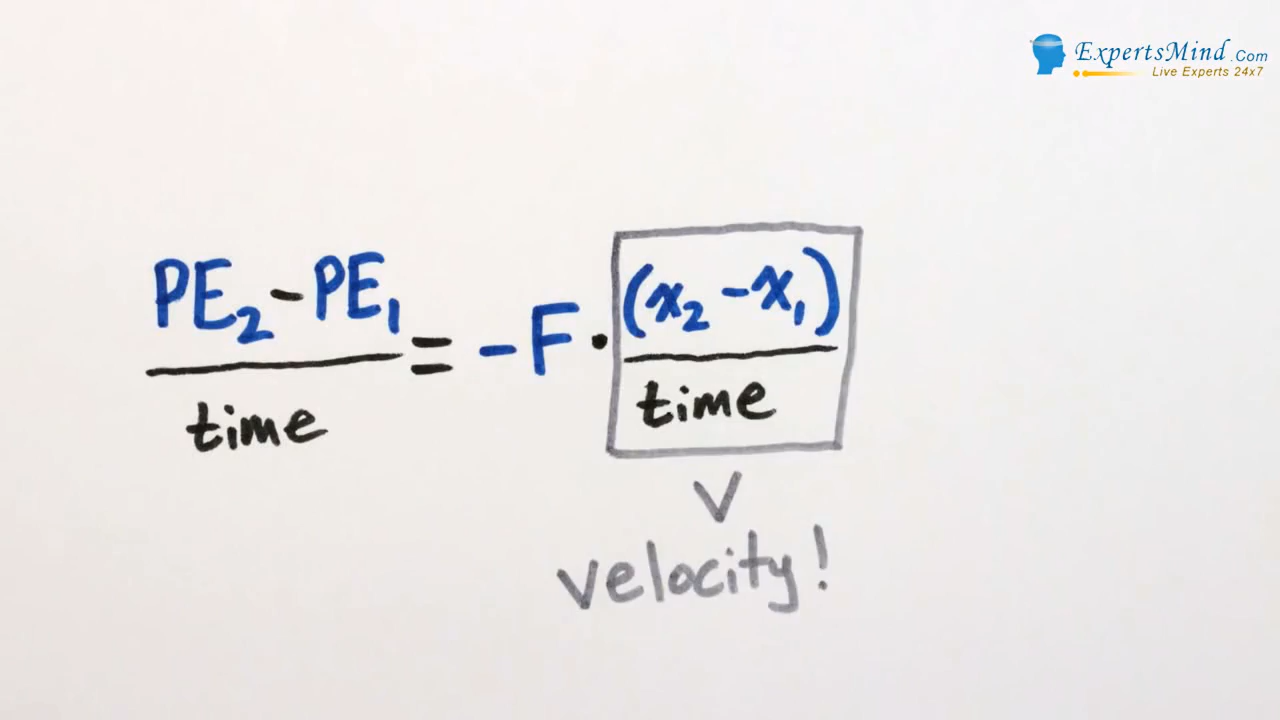 ExpertsMind.Com
Live Experts 24x7
PE₂ - PE₁
time
= -F ·
(x₂ - x₁)
time
v
velocity!